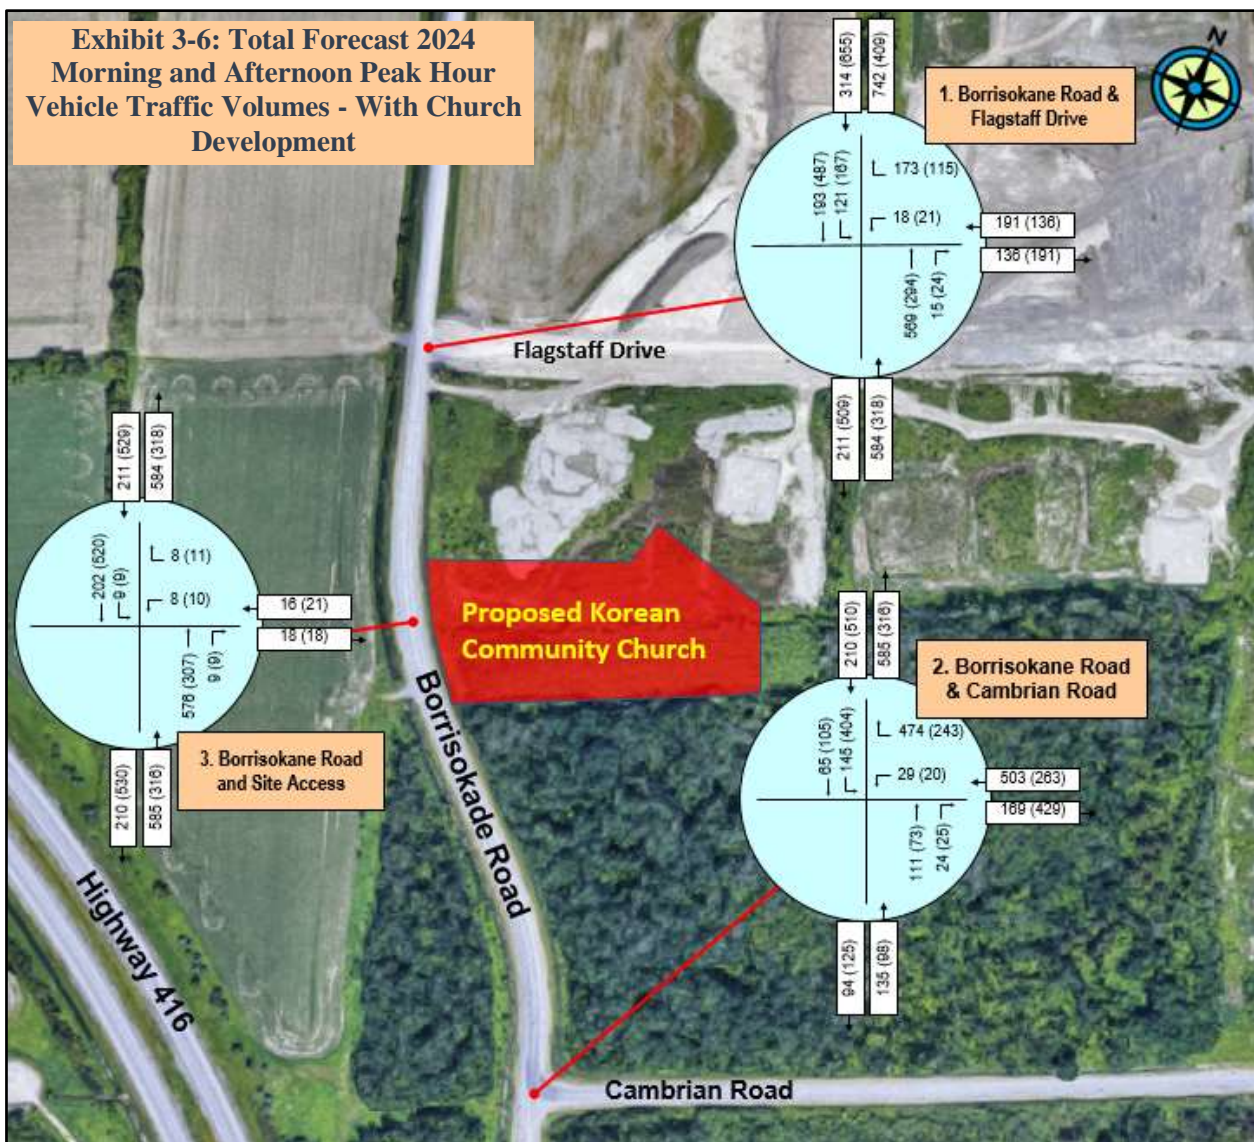 Exhibit 3-6: Total Forecast 2024
Morning and Afternoon Peak Hour
Vehicle Traffic Volumes - With Church
Development
N
1. Borrisokane Road &
Flagstaff Drive
314 (655)
742 (409)
193 (487)
121 (167)
173 (115)
18 (21)
191 (136)
136 (191)
569 (294)
15 (24)
211 (509)
584 (318)
Flagstaff Drive
211 (529)
584 (318)
202 (520)
9 (9)
8 (11)
8 (10)
16 (21)
18 (18)
576 (307)
9 (9)
210 (530)
585 (316)
3. Borrisokane Road
and Site Access
Proposed Korean
Community Church
2. Borrisokane Road
& Cambrian Road
210 (510)
585 (316)
65 (105)
145 (404)
474 (243)
29 (20)
503 (263)
169 (429)
111 (73)
24 (25)
94 (125)
135 (98)
Borrisokade Road
Highway 416
Cambrian Road